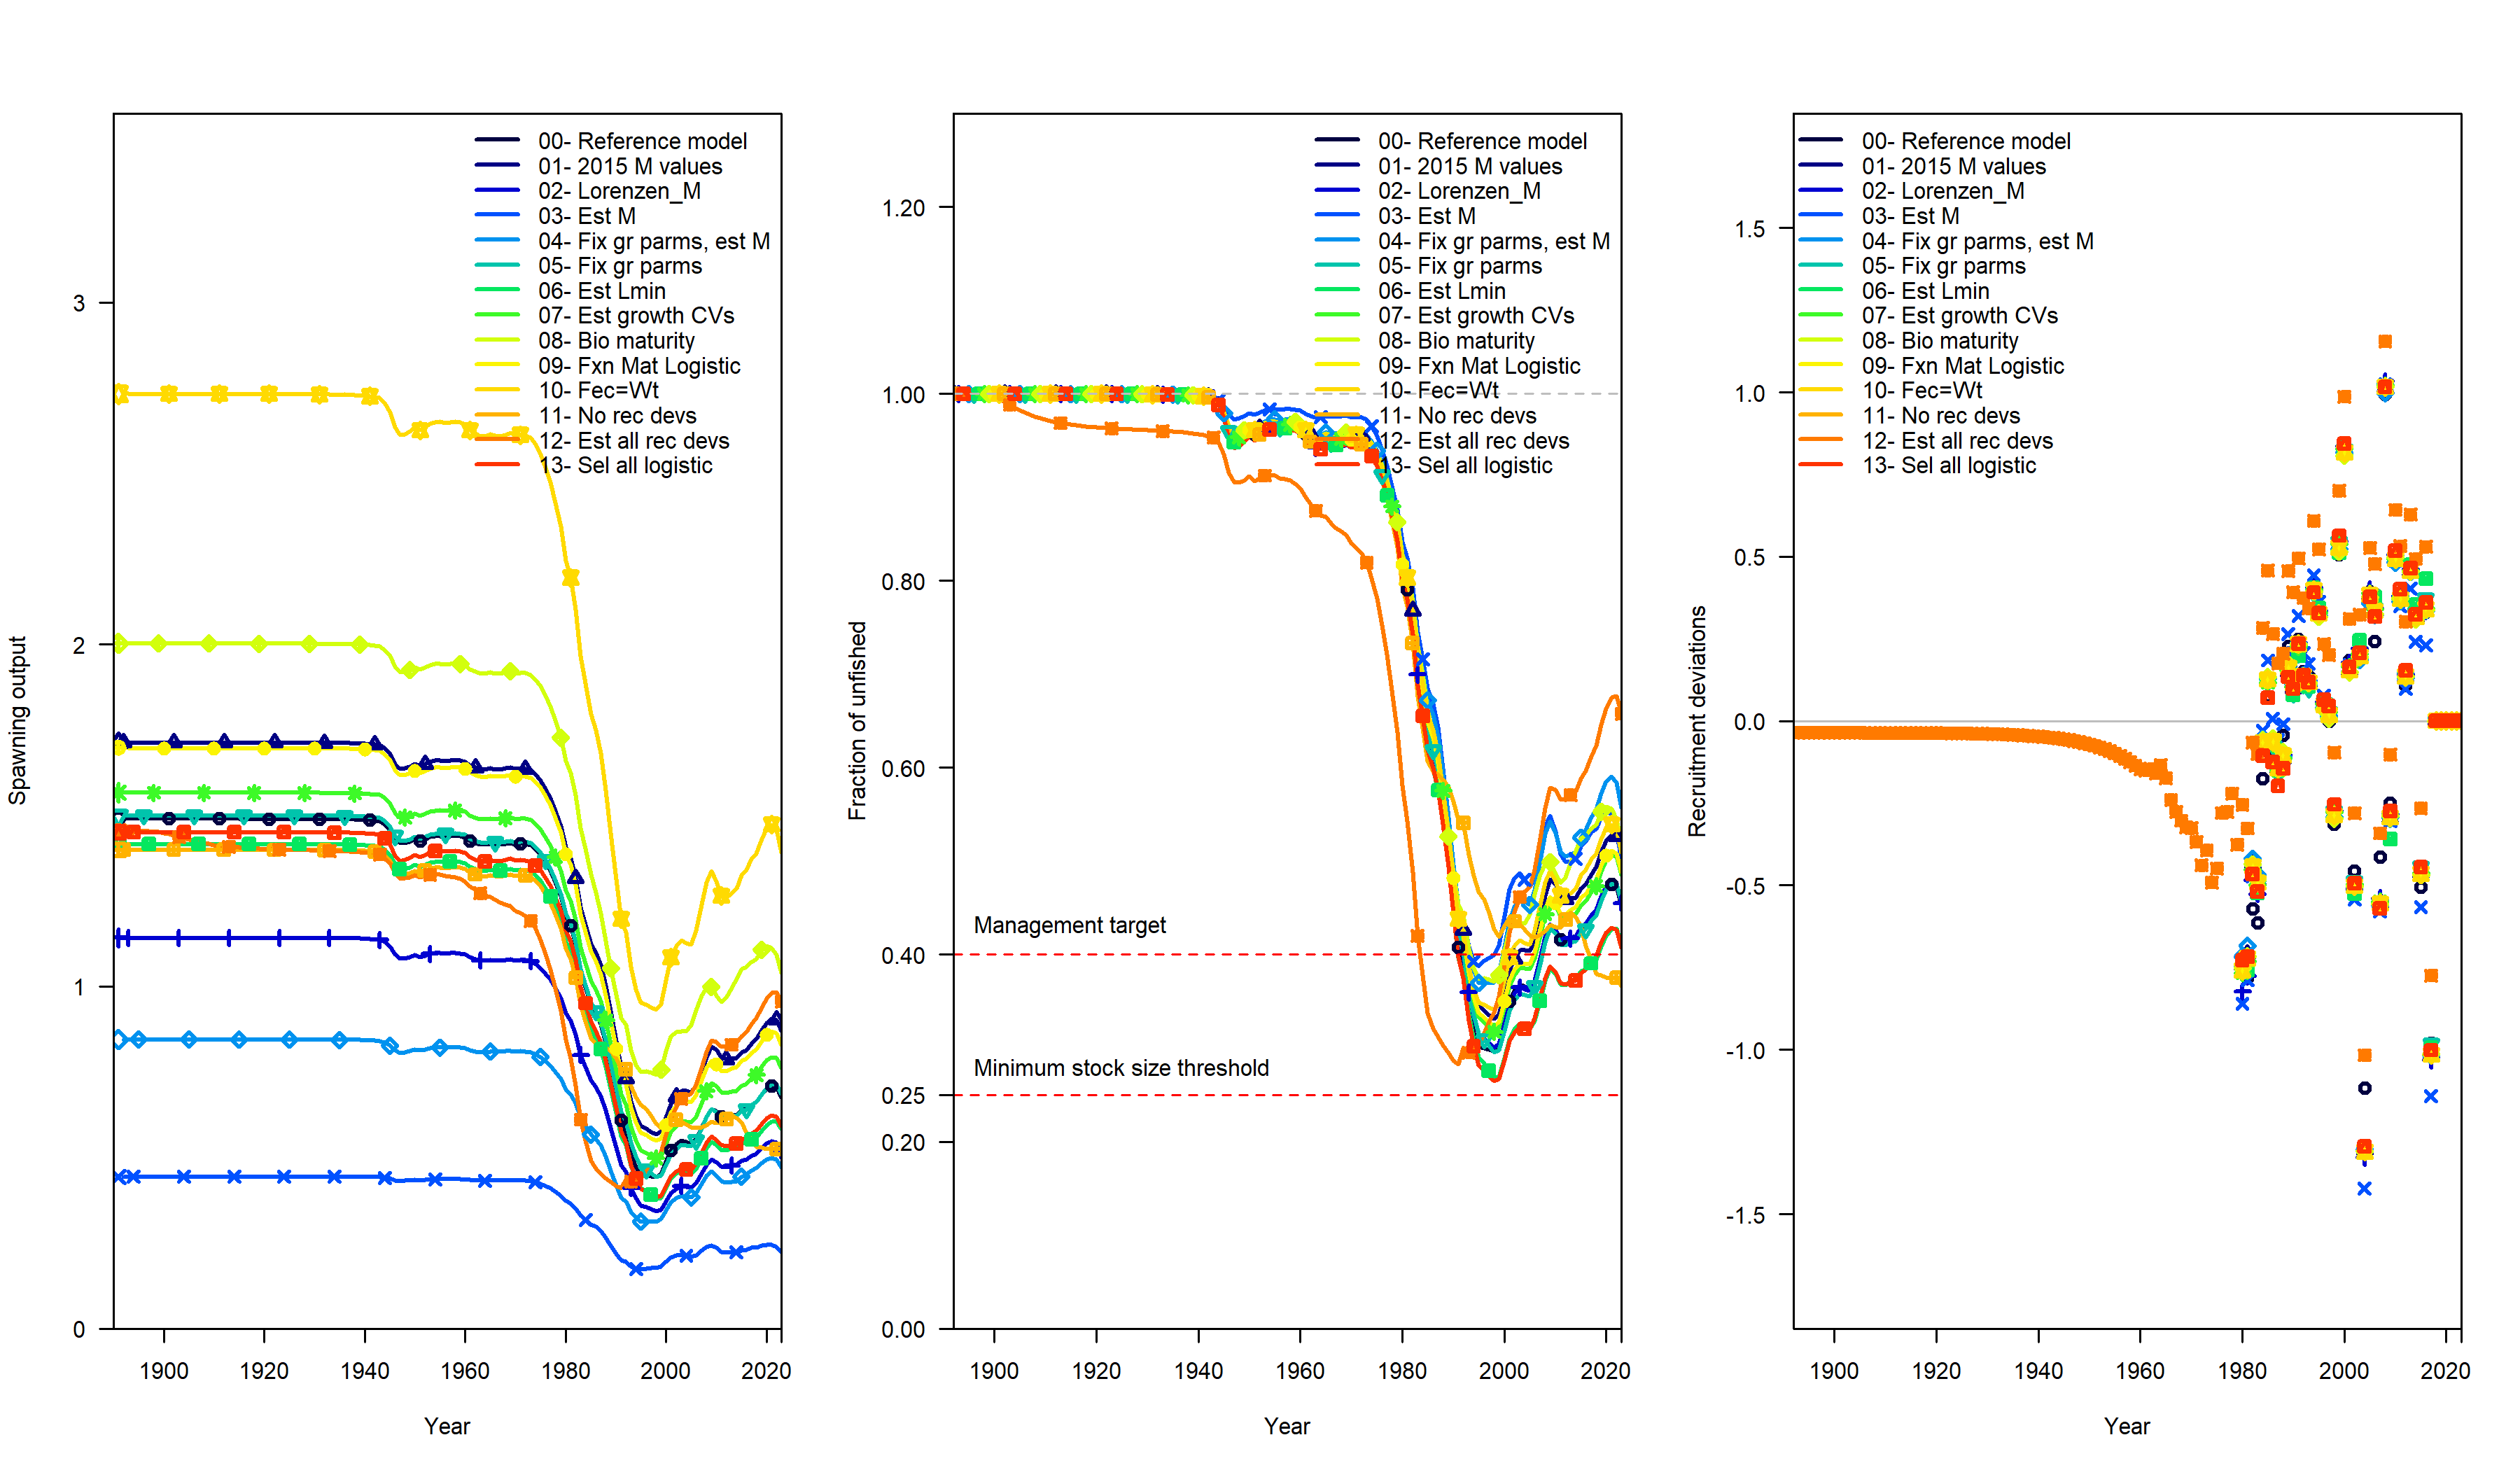 Spawning output
3
2
1
0
00- Reference model
01- 2015 M values
02- Lorenzen_M
03- Est M
04- Fix gr parms, est M
05- Fix gr parms
06- Est Lmin
07- Est growth CVs
08- Bio maturity
09- Fxn Mat Logistic
10- Fec=Wt
11- No rec devs
12- Est all rec devs
13- Sel all logistic
1900 1920 1940 1960 1980 2000 2020
Year
Fraction of unfished
1.20
1.00
0.80
0.60
0.40
0.25
0.20
0.00
00- Reference model
01- 2015 M values
02- Lorenzen_M
03- Est M
04- Fix gr parms, est M
05- Fix gr parms
06- Est Lmin
07- Est growth CVs
08- Bio maturity
09- Fxn Mat Logistic
10- Fec=Wt
11- No rec devs
12- Est all rec devs
13- Sel all logistic
Management target
Minimum stock size threshold
1900 1920 1940 1960 1980 2000 2020
Year
Recruitment deviations
1.5
1.0
0.5
0.0
-0.5
-1.0
-1.5
00- Reference model
01- 2015 M values
02- Lorenzen_M
03- Est M
04- Fix gr parms, est M
05- Fix gr parms
06- Est Lmin
07- Est growth CVs
08- Bio maturity
09- Fxn Mat Logistic
10- Fec=Wt
11- No rec devs
12- Est all rec devs
13- Sel all logistic
1900 1920 1940 1960 1980 2000 2020
Year